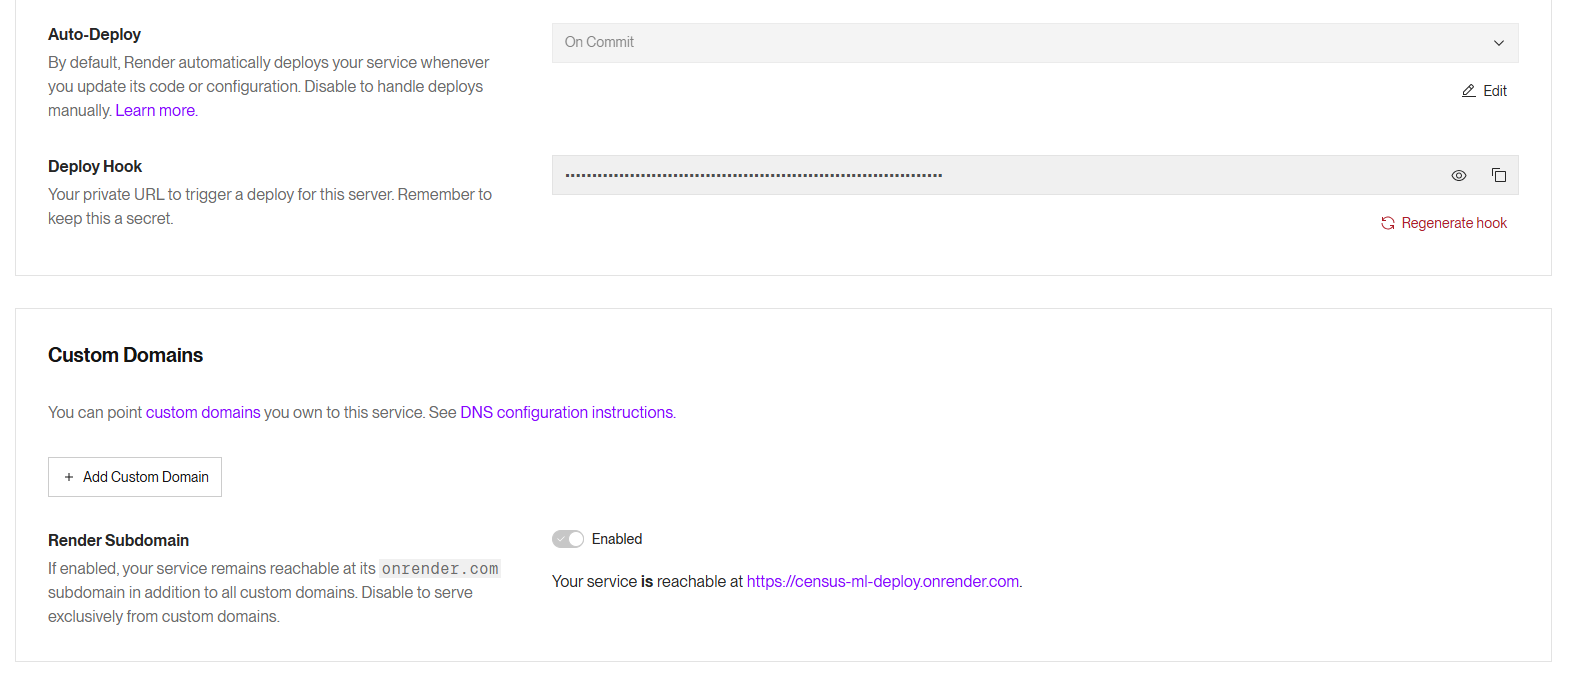 Auto-Deploy
By default, Render automatically deploys your service whenever
you update its code or configuration. Disable to handle deploys
manually. Learn more.
On Commit
Edit
Deploy Hook
Your private URL to trigger a deploy for this server. Remember to
keep this a secret.
Regenerate hook
Custom Domains
You can point custom domains you own to this service. See DNS configuration instructions.
+ Add Custom Domain
Render Subdomain
If enabled, your service remains reachable at its onrender.com
subdomain in addition to all custom domains. Disable to serve
exclusively from custom domains.
Enabled
Your service is reachable at https://census-ml-deploy.onrender.com.